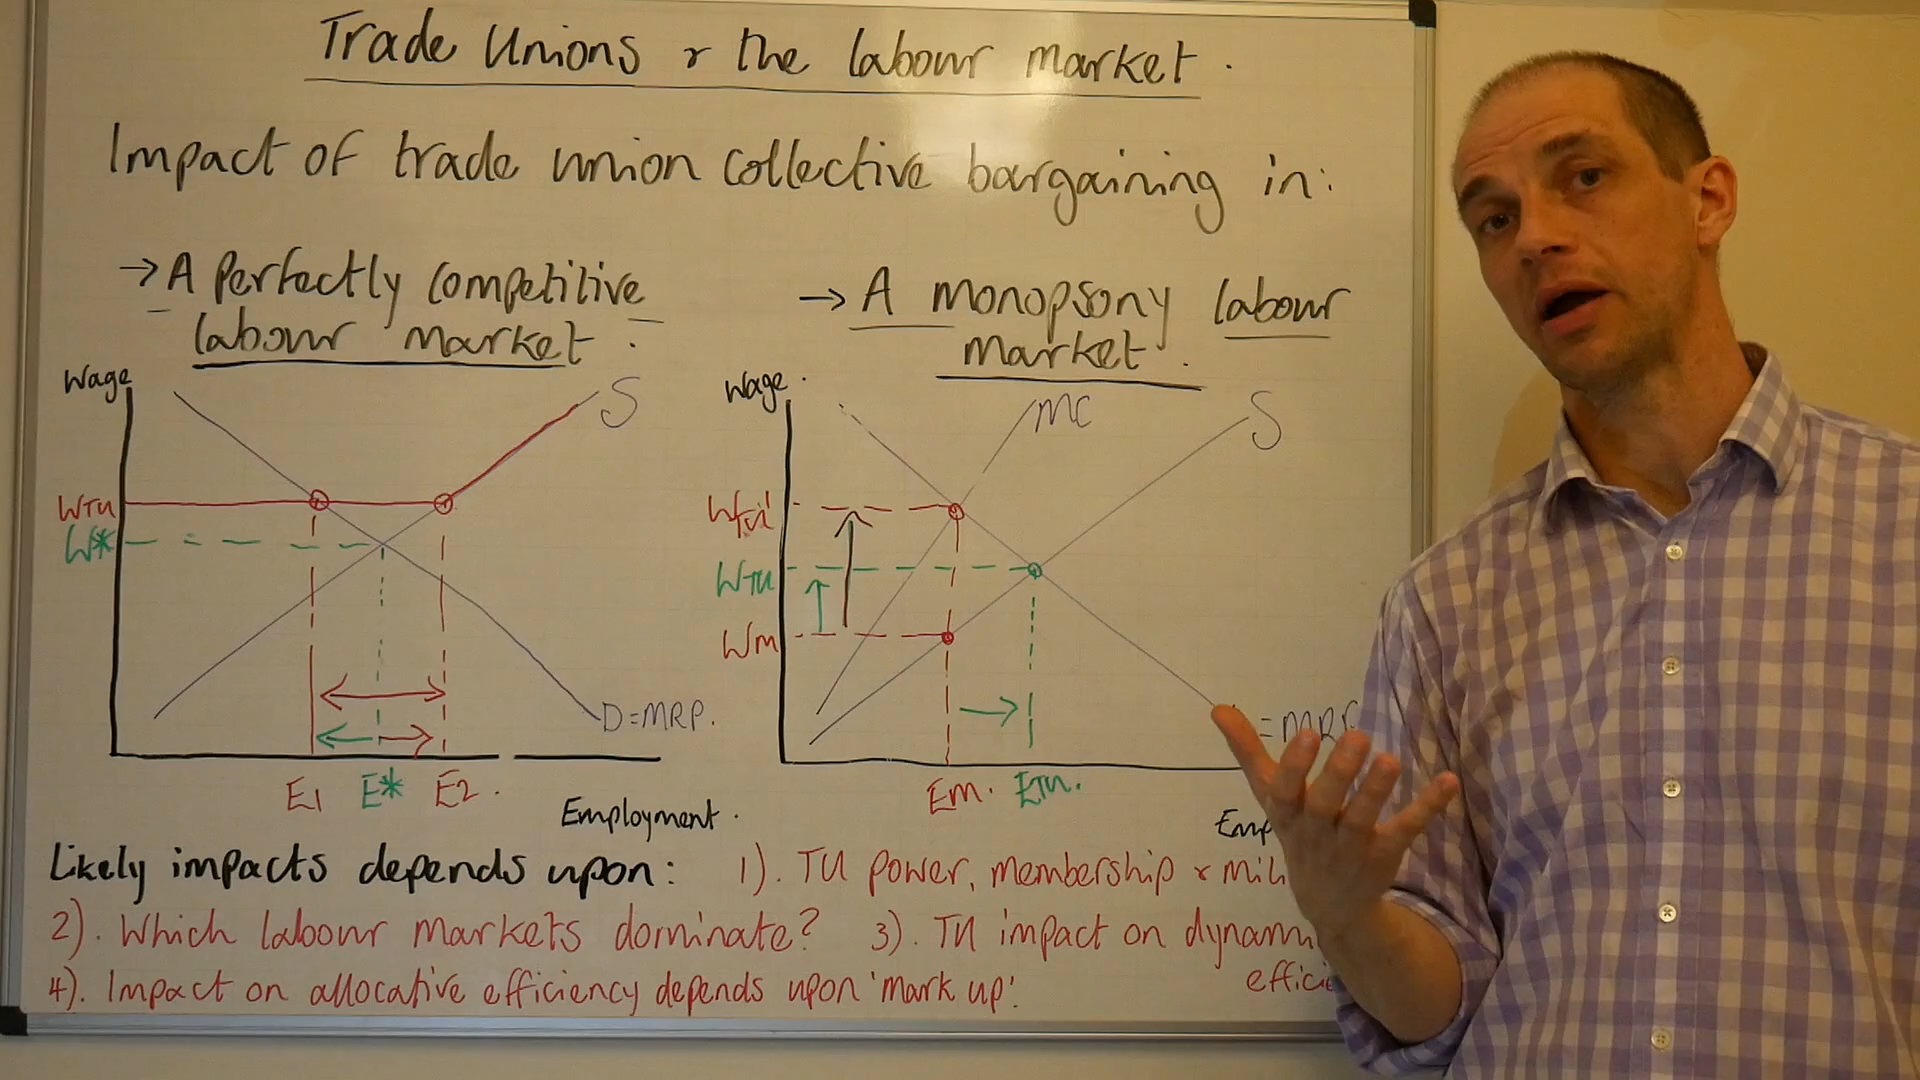 Trade Unions & the labour market.
Impact of trade union collective bargaining in:
→ A perfectly competitive
labour market.
→ A monopsony labour
market.
Wage
S
WTU
W*
D=MRP.
E1 E* E2.
Employment.
Wage.
MC
S
WTU'
WTU
WM
=MRP
EM. ETU.
Emp
Likely impacts depends upon: 1). TU power, membership & mili
2). Which labour markets dominate? 3). TU impact on dynami
effici
4). Impact on allocative efficiency depends upon 'mark up'.